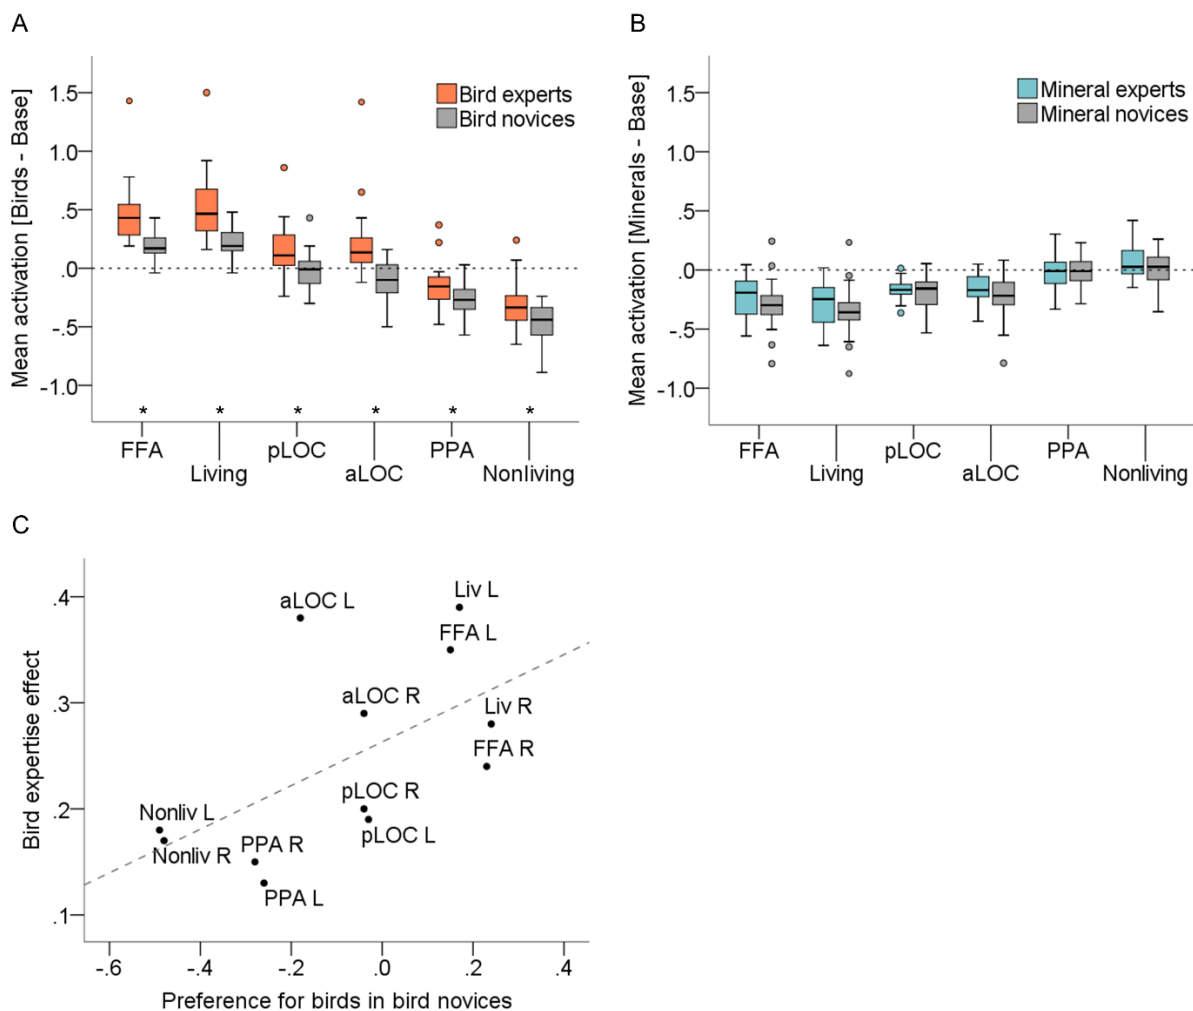 A
Mean activation [Birds - Base]
1.5
1.0
.5
.0
-.5
-1.0
Bird experts
Bird novices
* * * * * *
FFA pLOC PPA
Living aLOC Nonliving
B
Mean activation [Minerals - Base]
1.5
1.0
.5
.0
-.5
-1.0
Mineral experts
Mineral novices
FFA pLOC PPA
Living aLOC Nonliving
C
Bird expertise effect
.4
.3
.2
.1
Liv L
aLOC L
FFA L
aLOC R
Liv R
FFA R
pLOC R
Nonliv L
pLOC L
PPA R
Nonliv R
PPA L
-.6 -.4 -.2 .0 .2 .4
Preference for birds in bird novices